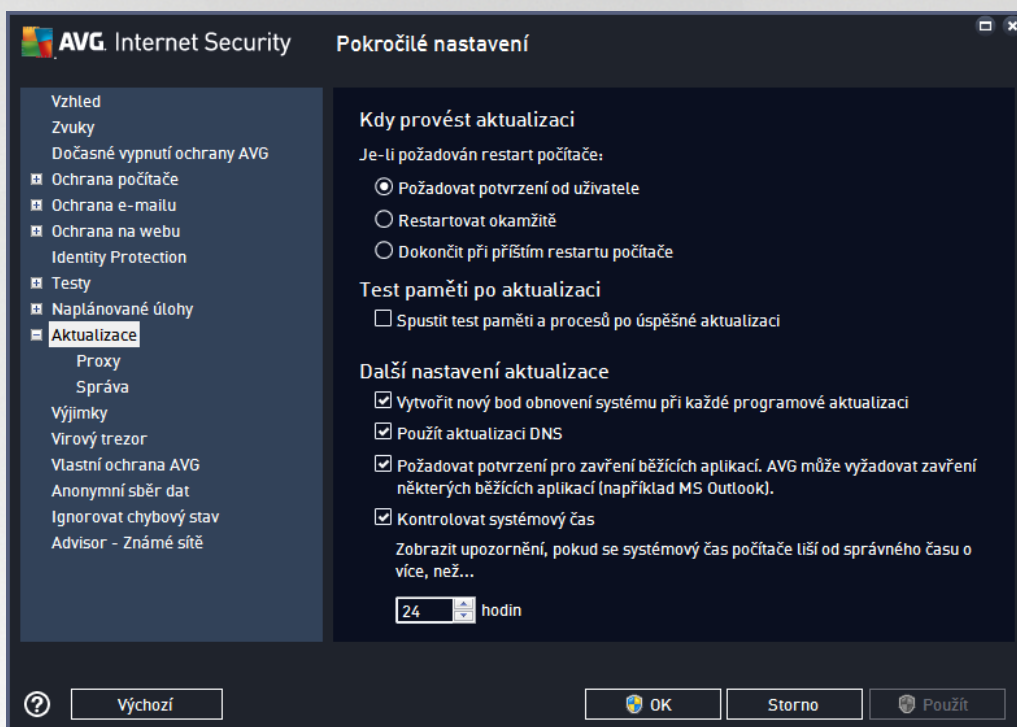 AVG. Internet Security
Pokročilé nastavení
Vzhled
Zvuky
Dočasné vypnutí ochrany AVG
Ochrana počítače
Ochrana e-mailu
Ochrana na webu
Identity Protection
Testy
Naplánované úlohy
Aktualizace
Proxy
Správa
Výjimky
Virový trezor
Vlastní ochrana AVG
Anonymní sběr dat
Ignorovat chybový stav
Advisor - Známé sítě
Kdy provést aktualizaci
Je-li požadován restart počítače:
Požadovat potvrzení od uživatele
Restartovat okamžitě
Dokončit při příštím restartu počítače
Test paměti po aktualizaci
Spustit test paměti a procesů po úspěšné aktualizaci
Další nastavení aktualizace
Vytvořit nový bod obnovení systému při každé programové aktualizaci
Použít aktualizaci DNS
Požadovat potvrzení pro zavření běžících aplikací. AVG může vyžadovat zavření
některých běžících aplikací (například MS Outlook).
Kontrolovat systémový čas
Zobrazit upozornění, pokud se systémový čas počítače liší od správného času o
více, než...
24 hodin
Výchozí
OK
Storno
Použít